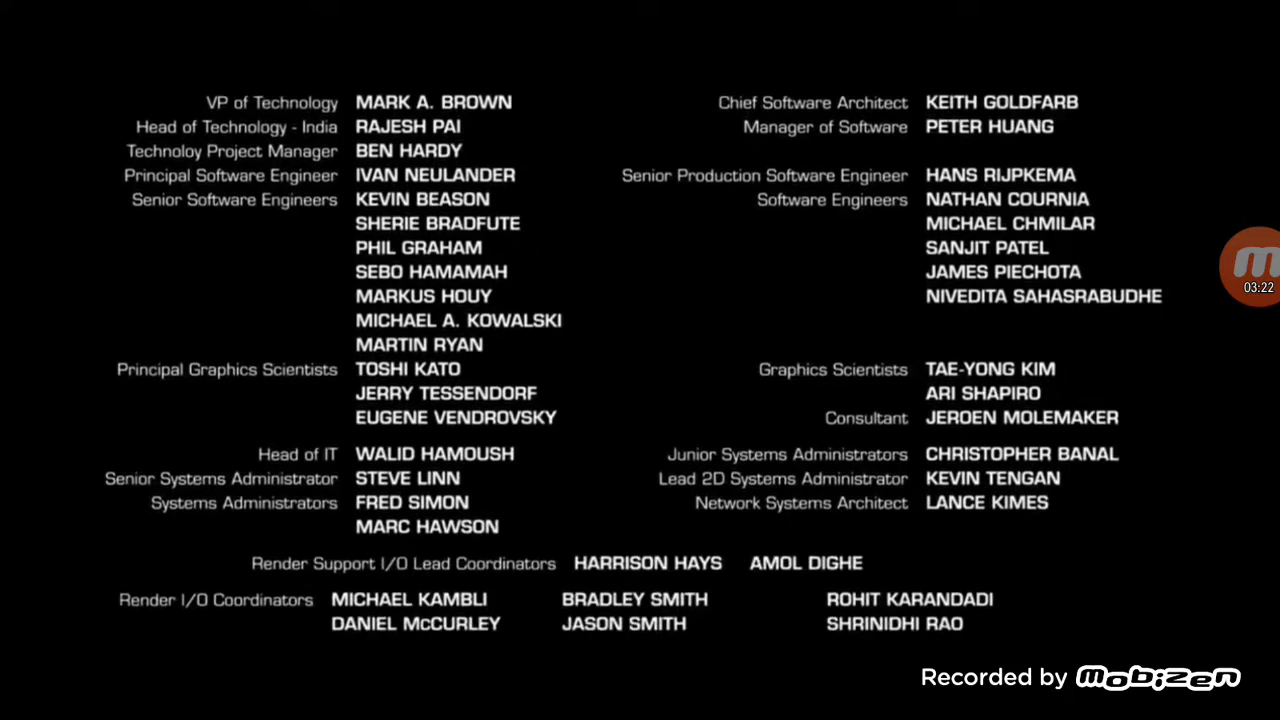 VP of Technology MARK A. BROWN Chief Software Architect KEITH GOLDFARB
Head of Technology - India RAJESH PAI Manager of Software PETER HUANG
Technoloy Project Manager BEN HARDY
Principal Software Engineer IVAN NEULANDER Senior Production Software Engineer HANS RIJPKEMA
Senior Software Engineers KEVIN BEASON Software Engineers NATHAN COURNIA
SHERIE BRADFUTE MICHAEL CHMILAR
PHIL GRAHAM SANJIT PATEL
SEBO HAMAMAH JAMES PIECHOTA
MARKUS HOUY NIVEDITA SAHASRABUDHE
MICHAEL A. KOWALSKI
MARTIN RYAN
Principal Graphics Scientists TOSHI KATO Graphics Scientists TAE-YONG KIM
JERRY TESSENDORF ARI SHAPIRO
EUGENE VENDROVSKY Consultant JEROEN MOLEMAKER
Head of IT WALID HAMOUSH Junior Systems Administrators CHRISTOPHER BANAL
Senior Systems Administrator STEVE LINN Lead 2D Systems Administrator KEVIN TENGAN
Systems Administrators FRED SIMON Network Systems Architect LANCE KIMES
MARC HAWSON
Render Support I/O Lead Coordinators HARRISON HAYS AMOL DIGHE
Render I/O Coordinators MICHAEL KAMBLI BRADLEY SMITH ROHIT KARANDADI
DANIEL McCURLEY JASON SMITH SHRINIDHI RAO
m
03:22
Recorded by mobizen